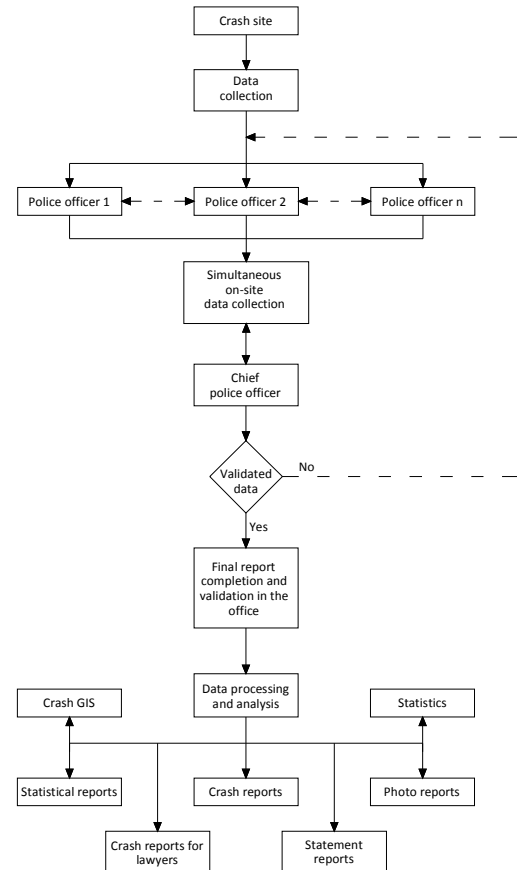 Crash site
Data
collection
Police officer 1
Police officer 2
Police officer n
Simultaneous
on-site
data collection
Chief
police officer
Validated
data
No
Yes
Final report
completion and
validation in the
office
Data processing
and analysis
Crash GIS
Statistics
Statistical reports
Crash reports
Photo reports
Crash reports for
lawyers
Statement
reports